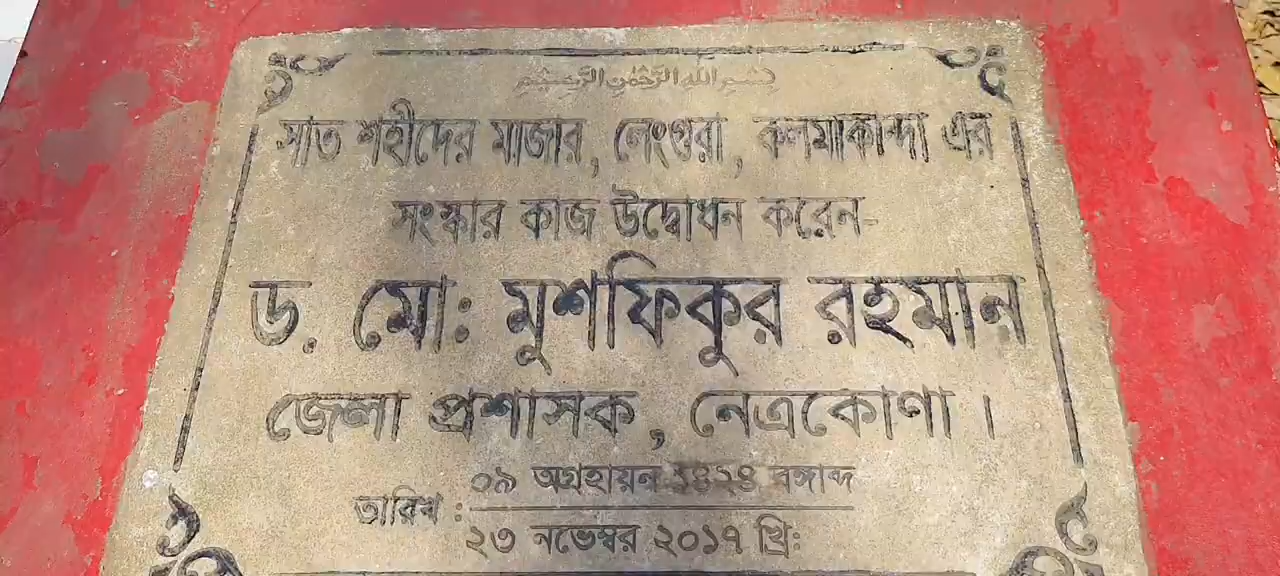 بسم الله الرحمن الرحيم
সাত শহীদের মাজার, লেংগুরা, কলমাকান্দা এর
সংস্কার কাজ উদ্বোধন করেন-
ড. মো: মুশফিকুর রহমান
জেলা প্রশাসক, নেত্রকোণা।
তারিখ :
০৯ অগ্রহায়ন ১৪২৪ বঙ্গাব্দ
২৩ নভেম্বর ২০১৭ খ্রি: